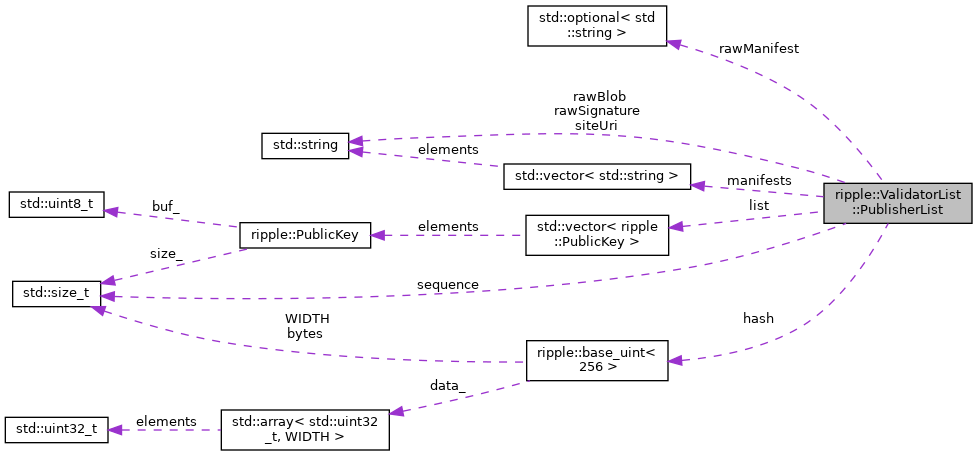 std::optional< std
::string >
rawManifest
rawBlob
rawSignature
siteUri
std::string
elements
std::vector< std::string >
manifests
ripple::ValidatorList
::PublisherList
std::uint8_t
buf_
ripple::PublicKey
elements
std::vector< ripple
::PublicKey >
list
size_
std::size_t
sequence
WIDTH
bytes
hash
ripple::base_uint<
256 >
data_
std::uint32_t
elements
std::array< std::uint32
_t, WIDTH >